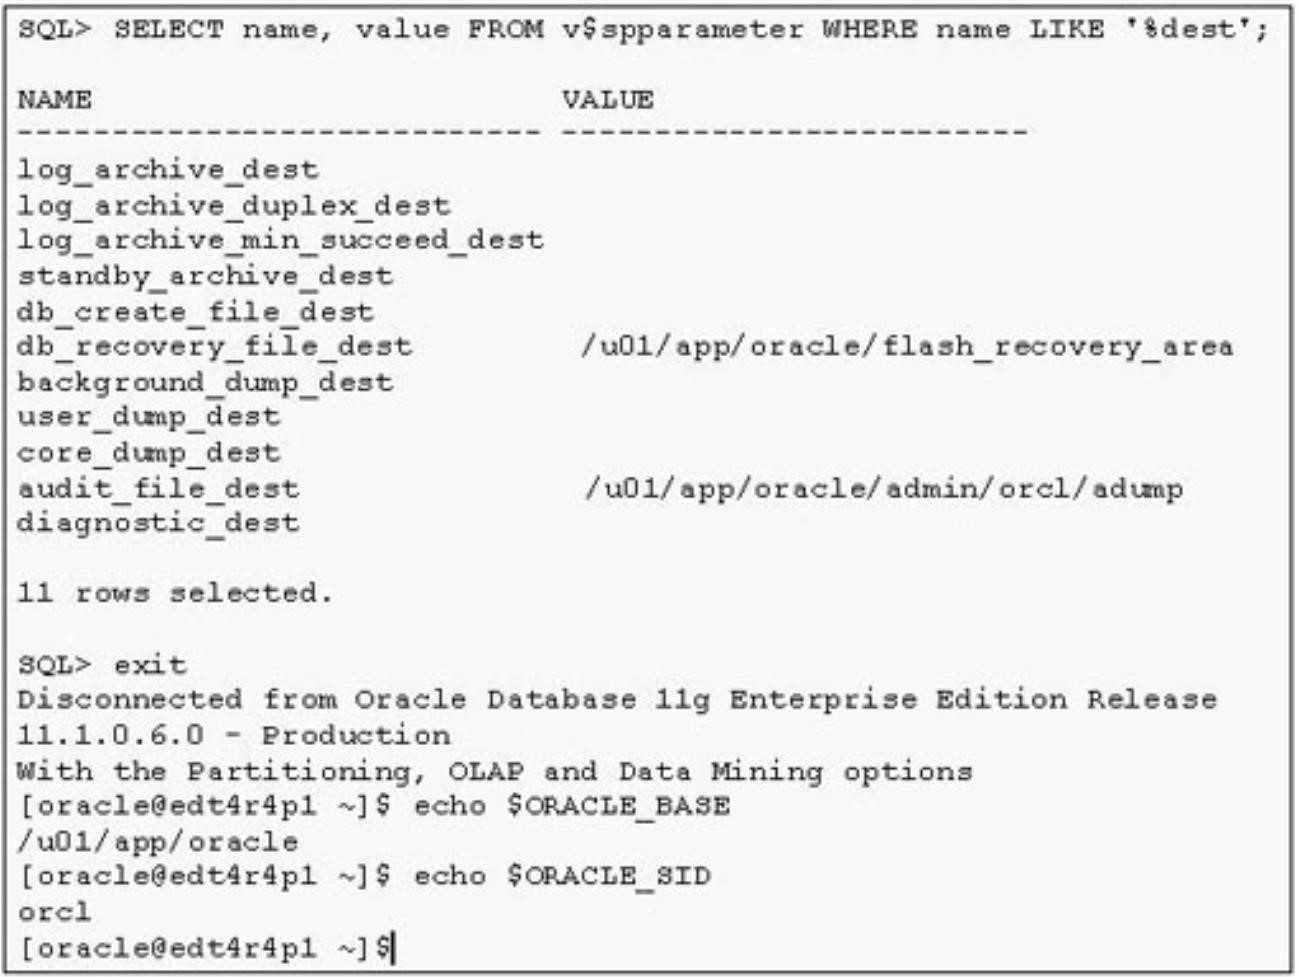 SQL> SELECT name, value FROM v$spparameter WHERE name LIKE '%dest';
NAME                         VALUE
---------------------------- -------------------------
log_archive_dest
log_archive_duplex_dest
log_archive_min_succeed_dest
standby_archive_dest
db_create_file_dest
db_recovery_file_dest         /u01/app/oracle/flash_recovery_area
background_dump_dest
user_dump_dest
core_dump_dest
audit_file_dest               /u01/app/oracle/admin/orcl/adump
diagnostic_dest
11 rows selected.
SQL> exit
Disconnected from Oracle Database 11g Enterprise Edition Release
11.1.0.6.0 - Production
With the Partitioning, OLAP and Data Mining options
[oracle@edt4r4p1 ~]$ echo $ORACLE_BASE
/u01/app/oracle
[oracle@edt4r4p1 ~]$ echo $ORACLE_SID
orcl
[oracle@edt4r4p1 ~]$